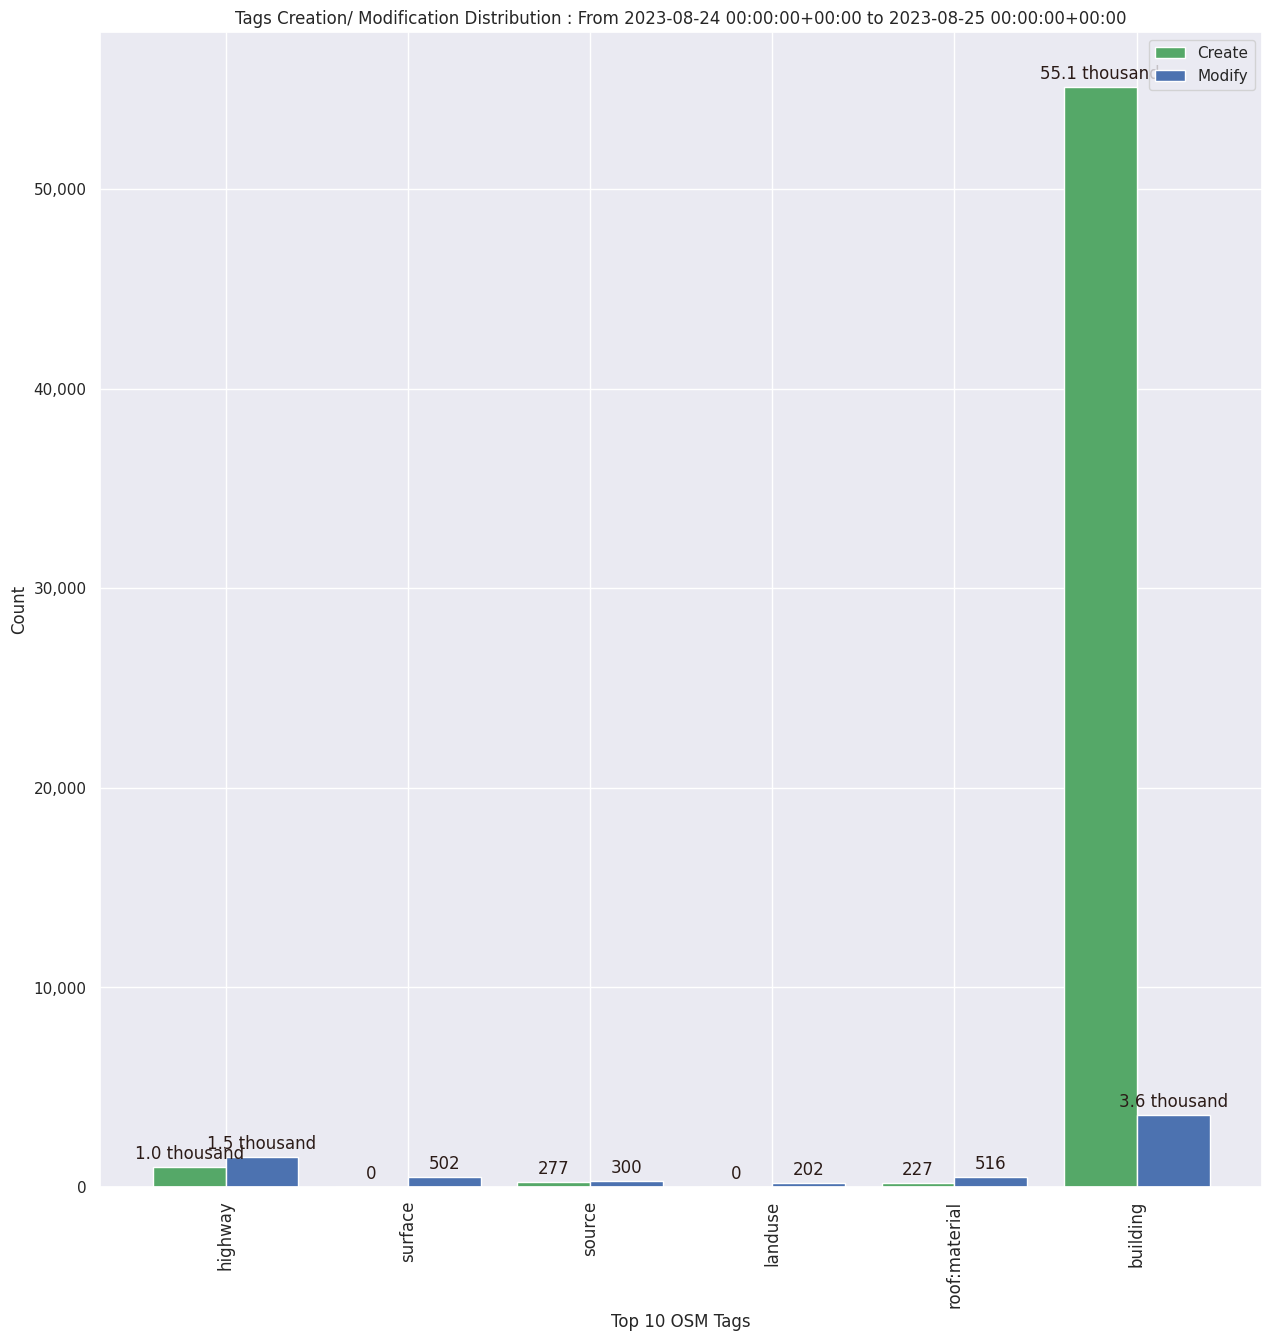 Tags Creation/ Modification Distribution : From 2023-08-24 00:00:00+00:00 to 2023-08-25 00:00:00+00:00
Create
Modify
55.1 thousand
50,000
40,000
30,000
20,000
10,000
0
Count
3.6 thousand
1.0 thousand
1.5 thousand
0
502
277
300
0
202
227
516
highway
surface
source
landuse
roof:material
building
Top 10 OSM Tags